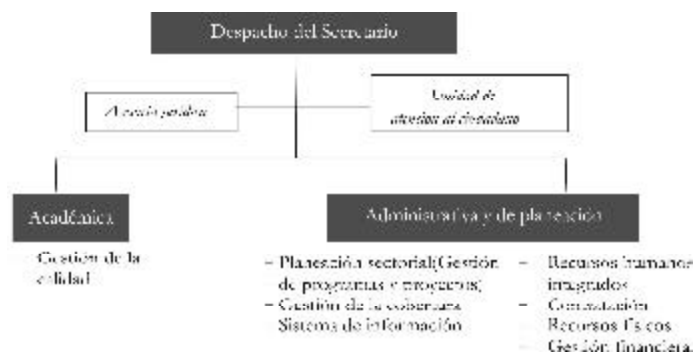 Despacho del Secretario
Asesoría jurídica
Unidad de
atención al ciudadano
Académica
Administrativa y de planeación
Gestión de la
calidad
– Planeación sectorial(Gestión
de programas y proyectos)
– Gestión de la cobertura
Sistema de información
– Recursos humanos
integrados
– Contratación
– Recursos físicos
– Gestión financiera